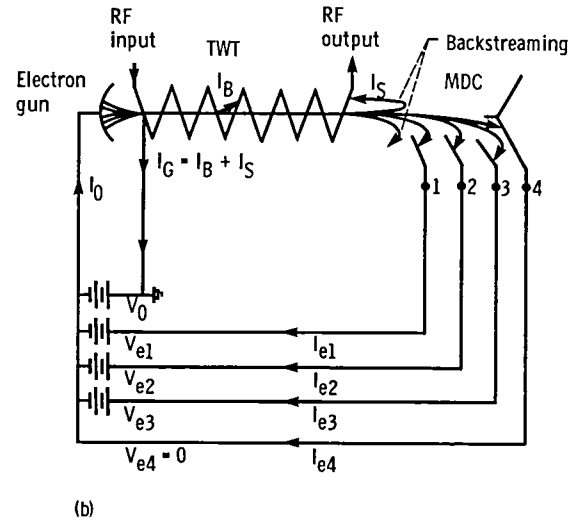 RF
input
TWT
RF
output
Backstreaming
MDC
Electron
gun
I_B
I_S
I_G = I_B + I_S
I_0
1
2
3
4
V_0
V_e1
I_e1
V_e2
I_e2
V_e3
I_e3
V_e4 = 0
I_e4
(b)